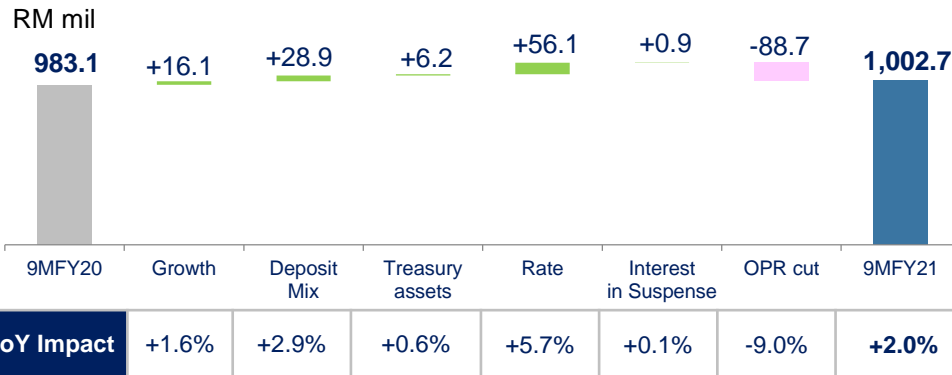 RM mil
983.1 +16.1 +28.9 +6.2 +56.1 +0.9 -88.7 1,002.7
9MFY20 Growth Deposit Treasury Rate Interest OPR cut 9MFY21
Mix assets in Suspense
oY Impact +1.6% +2.9% +0.6% +5.7% +0.1% -9.0% +2.0%